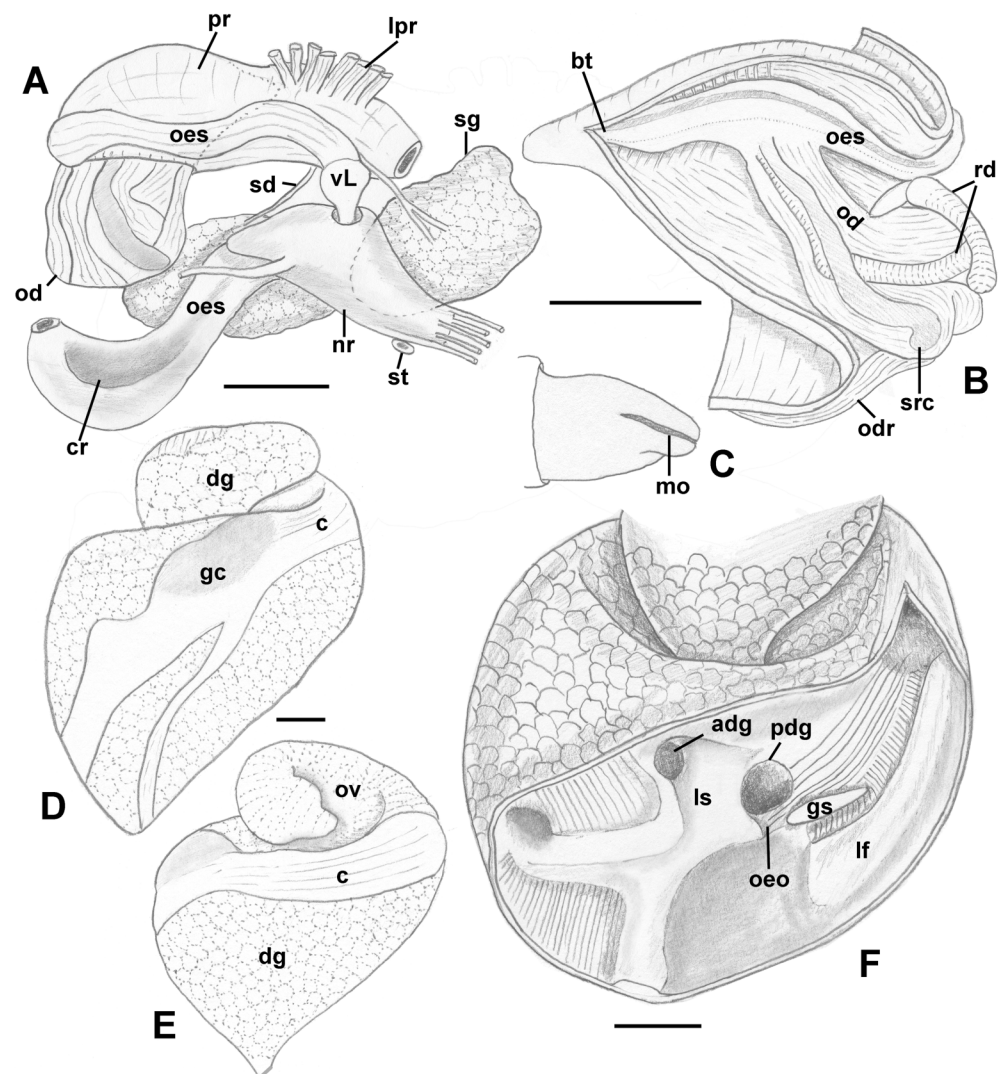 A
pr
lpr
oes
sg
sd
vL
od
oes
nr
st
cr
bt
oes
rd
od
B
src
odr
C
mo
dg
c
gc
D
ov
c
dg
E
adg
pdg
ls
gs
lf
oeo
F